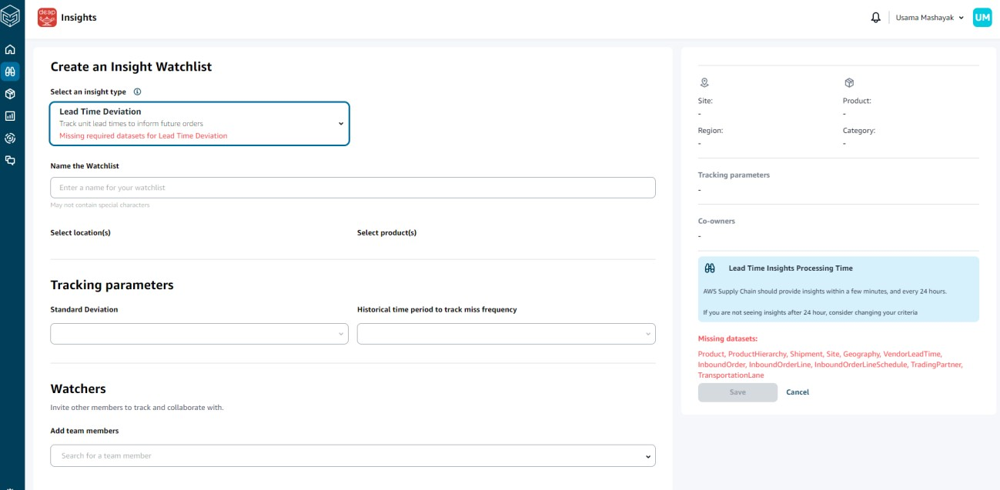 deep
Insights
Usama Mashayak
UM
Create an Insight Watchlist
Select an insight type
Lead Time Deviation
Track unit lead times to inform future orders
Missing required datasets for Lead Time Deviation
Name the Watchlist
Enter a name for your watchlist
May not contain special characters
Select location(s)
Select product(s)
Tracking parameters
Standard Deviation
Historical time period to track miss frequency
Watchers
Invite other members to track and collaborate with.
Add team members
Search for a team member
Site:
-
Product:
-
Region:
-
Category:
-
Tracking parameters
-
Co-owners
-
Lead Time Insights Processing Time
AWS Supply Chain should provide insights within a few minutes, and every 24 hours.
If you are not seeing insights after 24 hour, consider changing your criteria
Missing datasets:
Product, ProductHierarchy, Shipment, Site, Geography, VendorLeadTime,
InboundOrder, InboundOrderLine, InboundOrderLineSchedule, TradingPartner,
TransportationLane
Save
Cancel